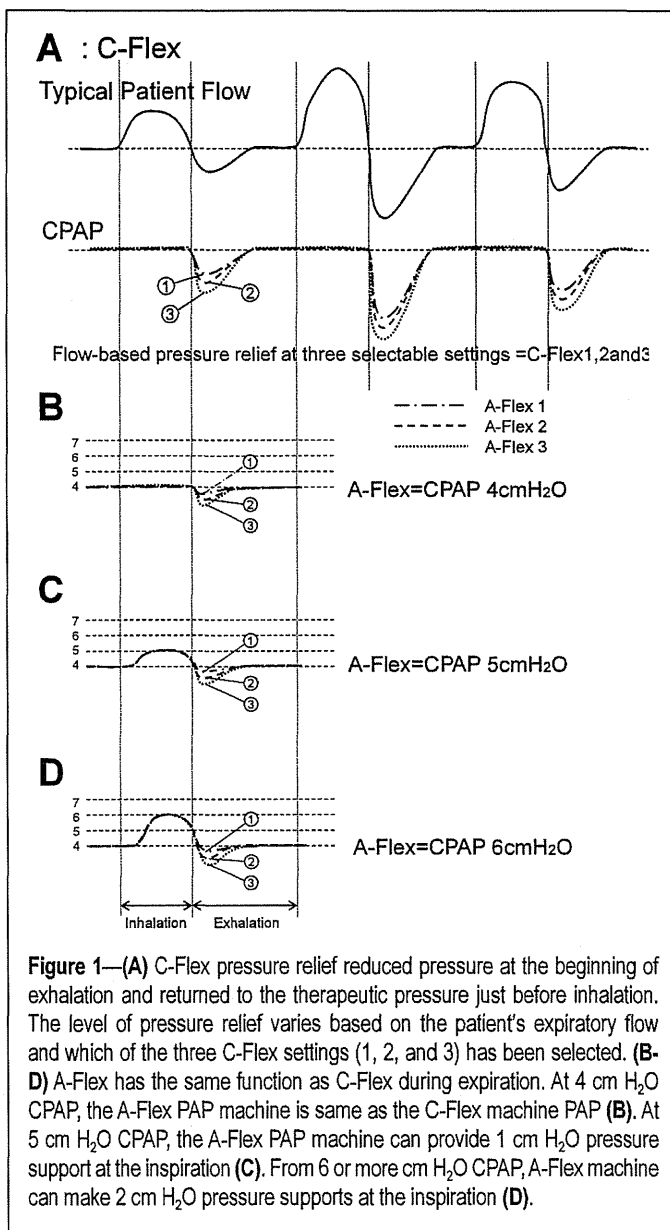 A : C-Flex
Typical Patient Flow
CPAP
①
②
③
Flow-based pressure relief at three selectable settings =C-Flex1,2and3
B
A-Flex 1
A-Flex 2
A-Flex 3
7
6
5
4
①
②
③
A-Flex=CPAP 4cmH₂O
C
7
6
5
4
①
②
③
A-Flex=CPAP 5cmH₂O
D
7
6
5
4
①
②
③
A-Flex=CPAP 6cmH₂O
Inhalation Exhalation
Figure 1—(A) C-Flex pressure relief reduced pressure at the beginning of
exhalation and returned to the therapeutic pressure just before inhalation.
The level of pressure relief varies based on the patient's expiratory flow
and which of the three C-Flex settings (1, 2, and 3) has been selected. (B-
D) A-Flex has the same function as C-Flex during expiration. At 4 cm H₂O
CPAP, the A-Flex PAP machine is same as the C-Flex machine PAP (B). At
5 cm H₂O CPAP, the A-Flex PAP machine can provide 1 cm H₂O pressure
support at the inspiration (C). From 6 or more cm H₂O CPAP, A-Flex machine
can make 2 cm H₂O pressure supports at the inspiration (D).